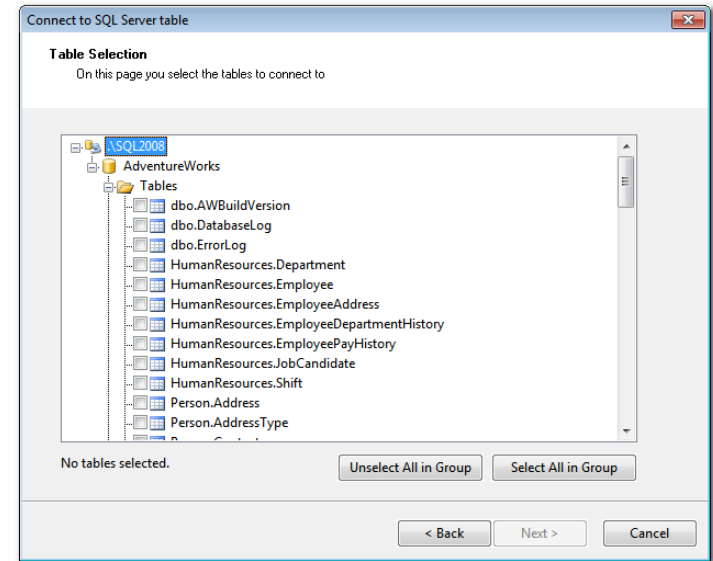 Connect to SQL Server table
Table Selection
On this page you select the tables to connect to
.\SQL2008
AdventureWorks
Tables
dbo.AWBuildVersion
dbo.DatabaseLog
dbo.ErrorLog
HumanResources.Department
HumanResources.Employee
HumanResources.EmployeeAddress
HumanResources.EmployeeDepartmentHistory
HumanResources.EmployeePayHistory
HumanResources.JobCandidate
HumanResources.Shift
Person.Address
Person.AddressType
No tables selected.
Unselect All in Group
Select All in Group
< Back
Next >
Cancel